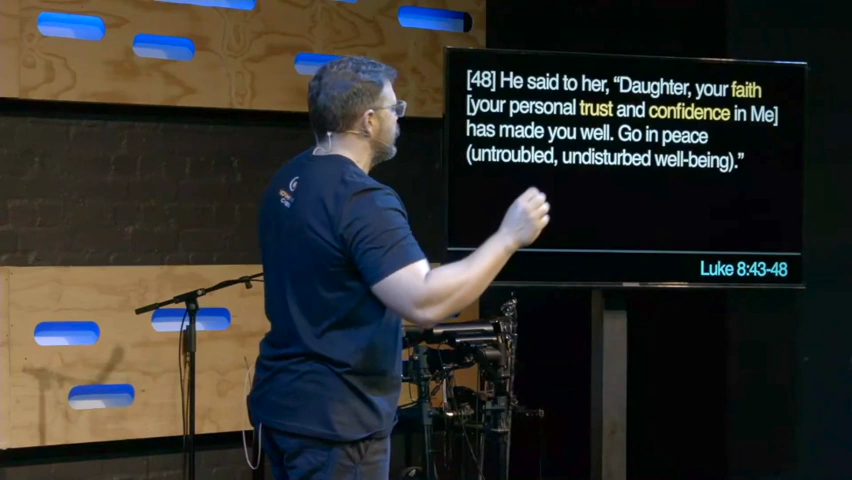 [48] He said to her, “Daughter, your faith
[your personal trust and confidence in Me]
has made you well. Go in peace
(untroubled, undisturbed well-being).”
Luke 8:43-48